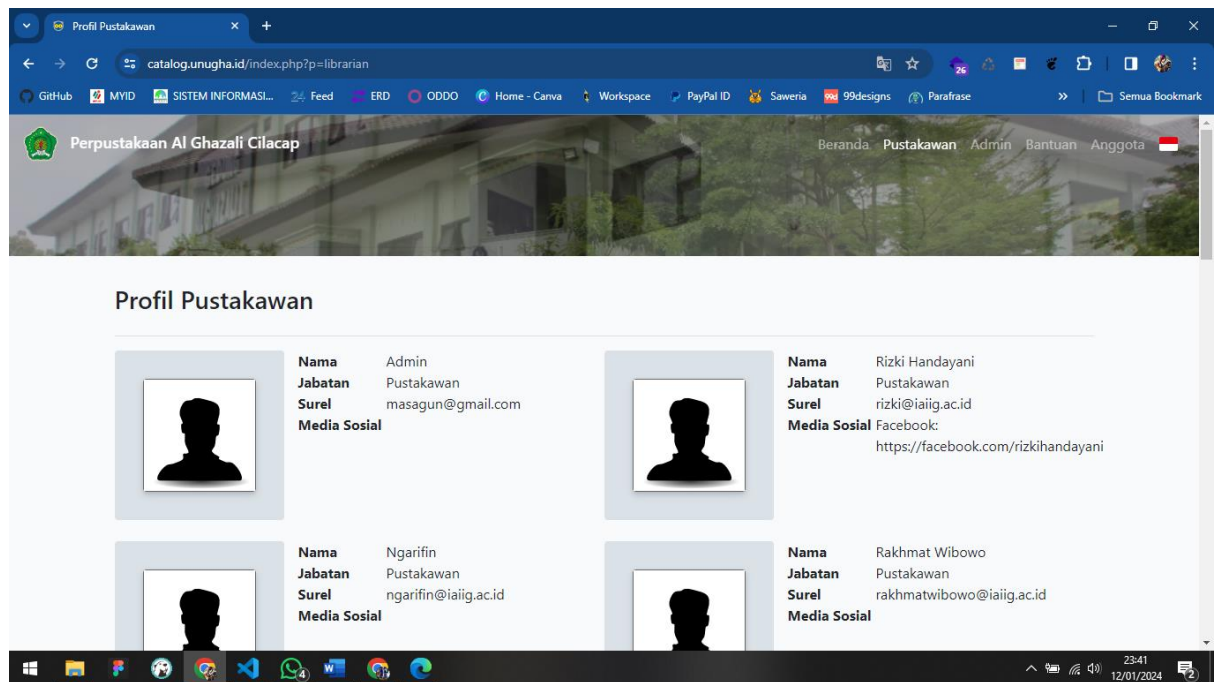 Profil Pustakawan
catalog.unugha.id/index.php?p=librarian
26
GitHub MYID SISTEM INFORMASI... Feed ERD ODDO Home - Canva Workspace PayPal ID Saweria 99designs Parafrase » Semua Bookmark
Perpustakaan Al Ghazali Cilacap
Beranda Pustakawan Admin Bantuan Anggota
Profil Pustakawan
Nama Admin
Jabatan Pustakawan
Surel masagun@gmail.com
Media Sosial
Nama Rizki Handayani
Jabatan Pustakawan
Surel rizki@iaiig.ac.id
Media Sosial Facebook:
https://facebook.com/rizkihandayani
Nama Ngarifin
Jabatan Pustakawan
Surel ngarifin@iaiig.ac.id
Media Sosial
Nama Rakhmat Wibowo
Jabatan Pustakawan
Surel rakhmatwibowo@iaiig.ac.id
Media Sosial
4
23:41
12/01/2024
2